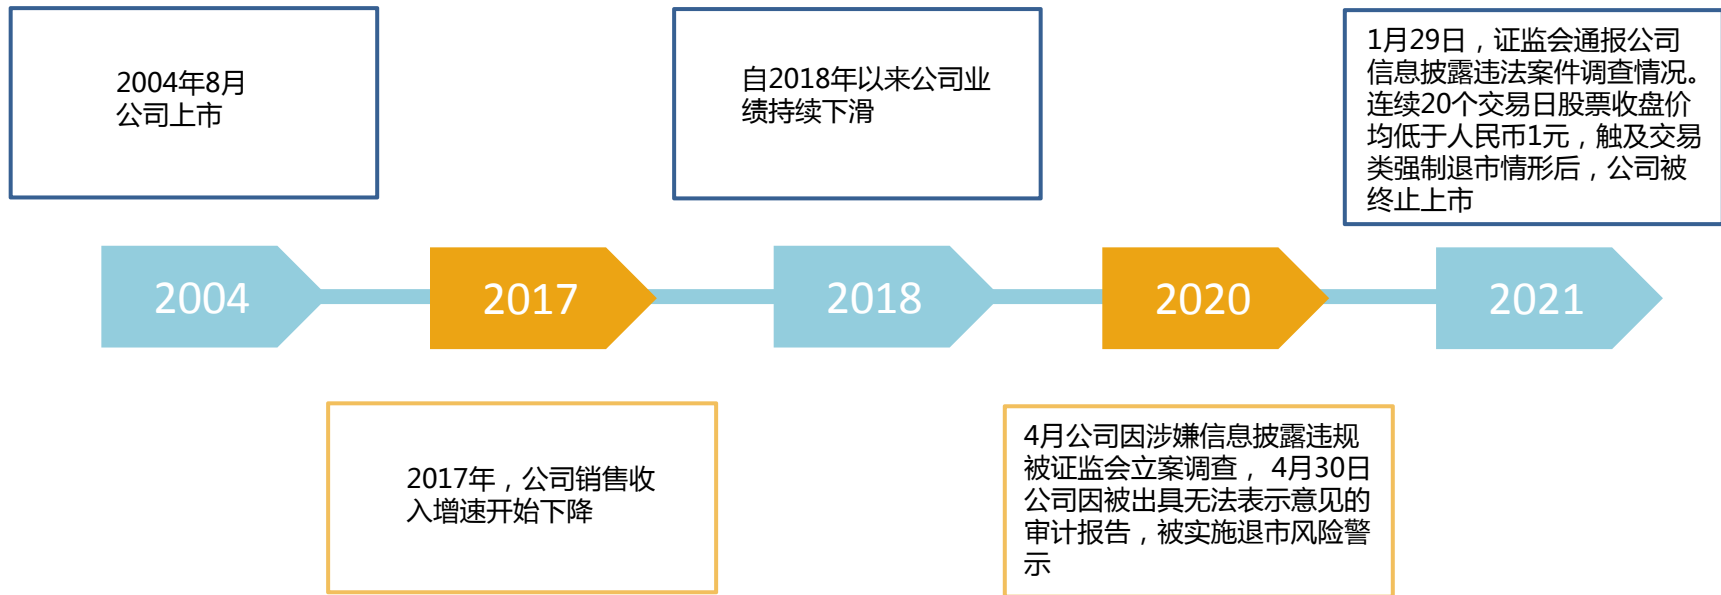 2004年8月
公司上市
自2018年以来公司业
绩持续下滑
1月29日，证监会通报公司
信息披露违法案件调查情况。
连续20个交易日股票收盘价
均低于人民币1元，触及交易
类强制退市情形后，公司被
终止上市
2004
2017
2018
2020
2021
2017年，公司销售收
入增速开始下降
4月公司因涉嫌信息披露违规
被证监会立案调查， 4月30日
公司因被出具无法表示意见的
审计报告，被实施退市风险警
示